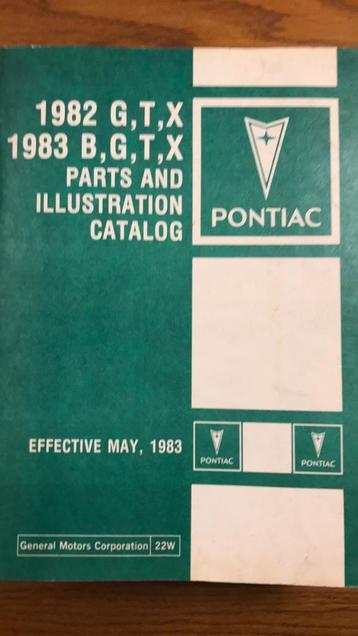 1982 G,T,X
1983 B,G,T,X
PARTS AND
ILLUSTRATION
CATALOG
PONTIAC
EFFECTIVE MAY, 1983
PONTIAC
PONTIAC
General Motors Corporation 22W